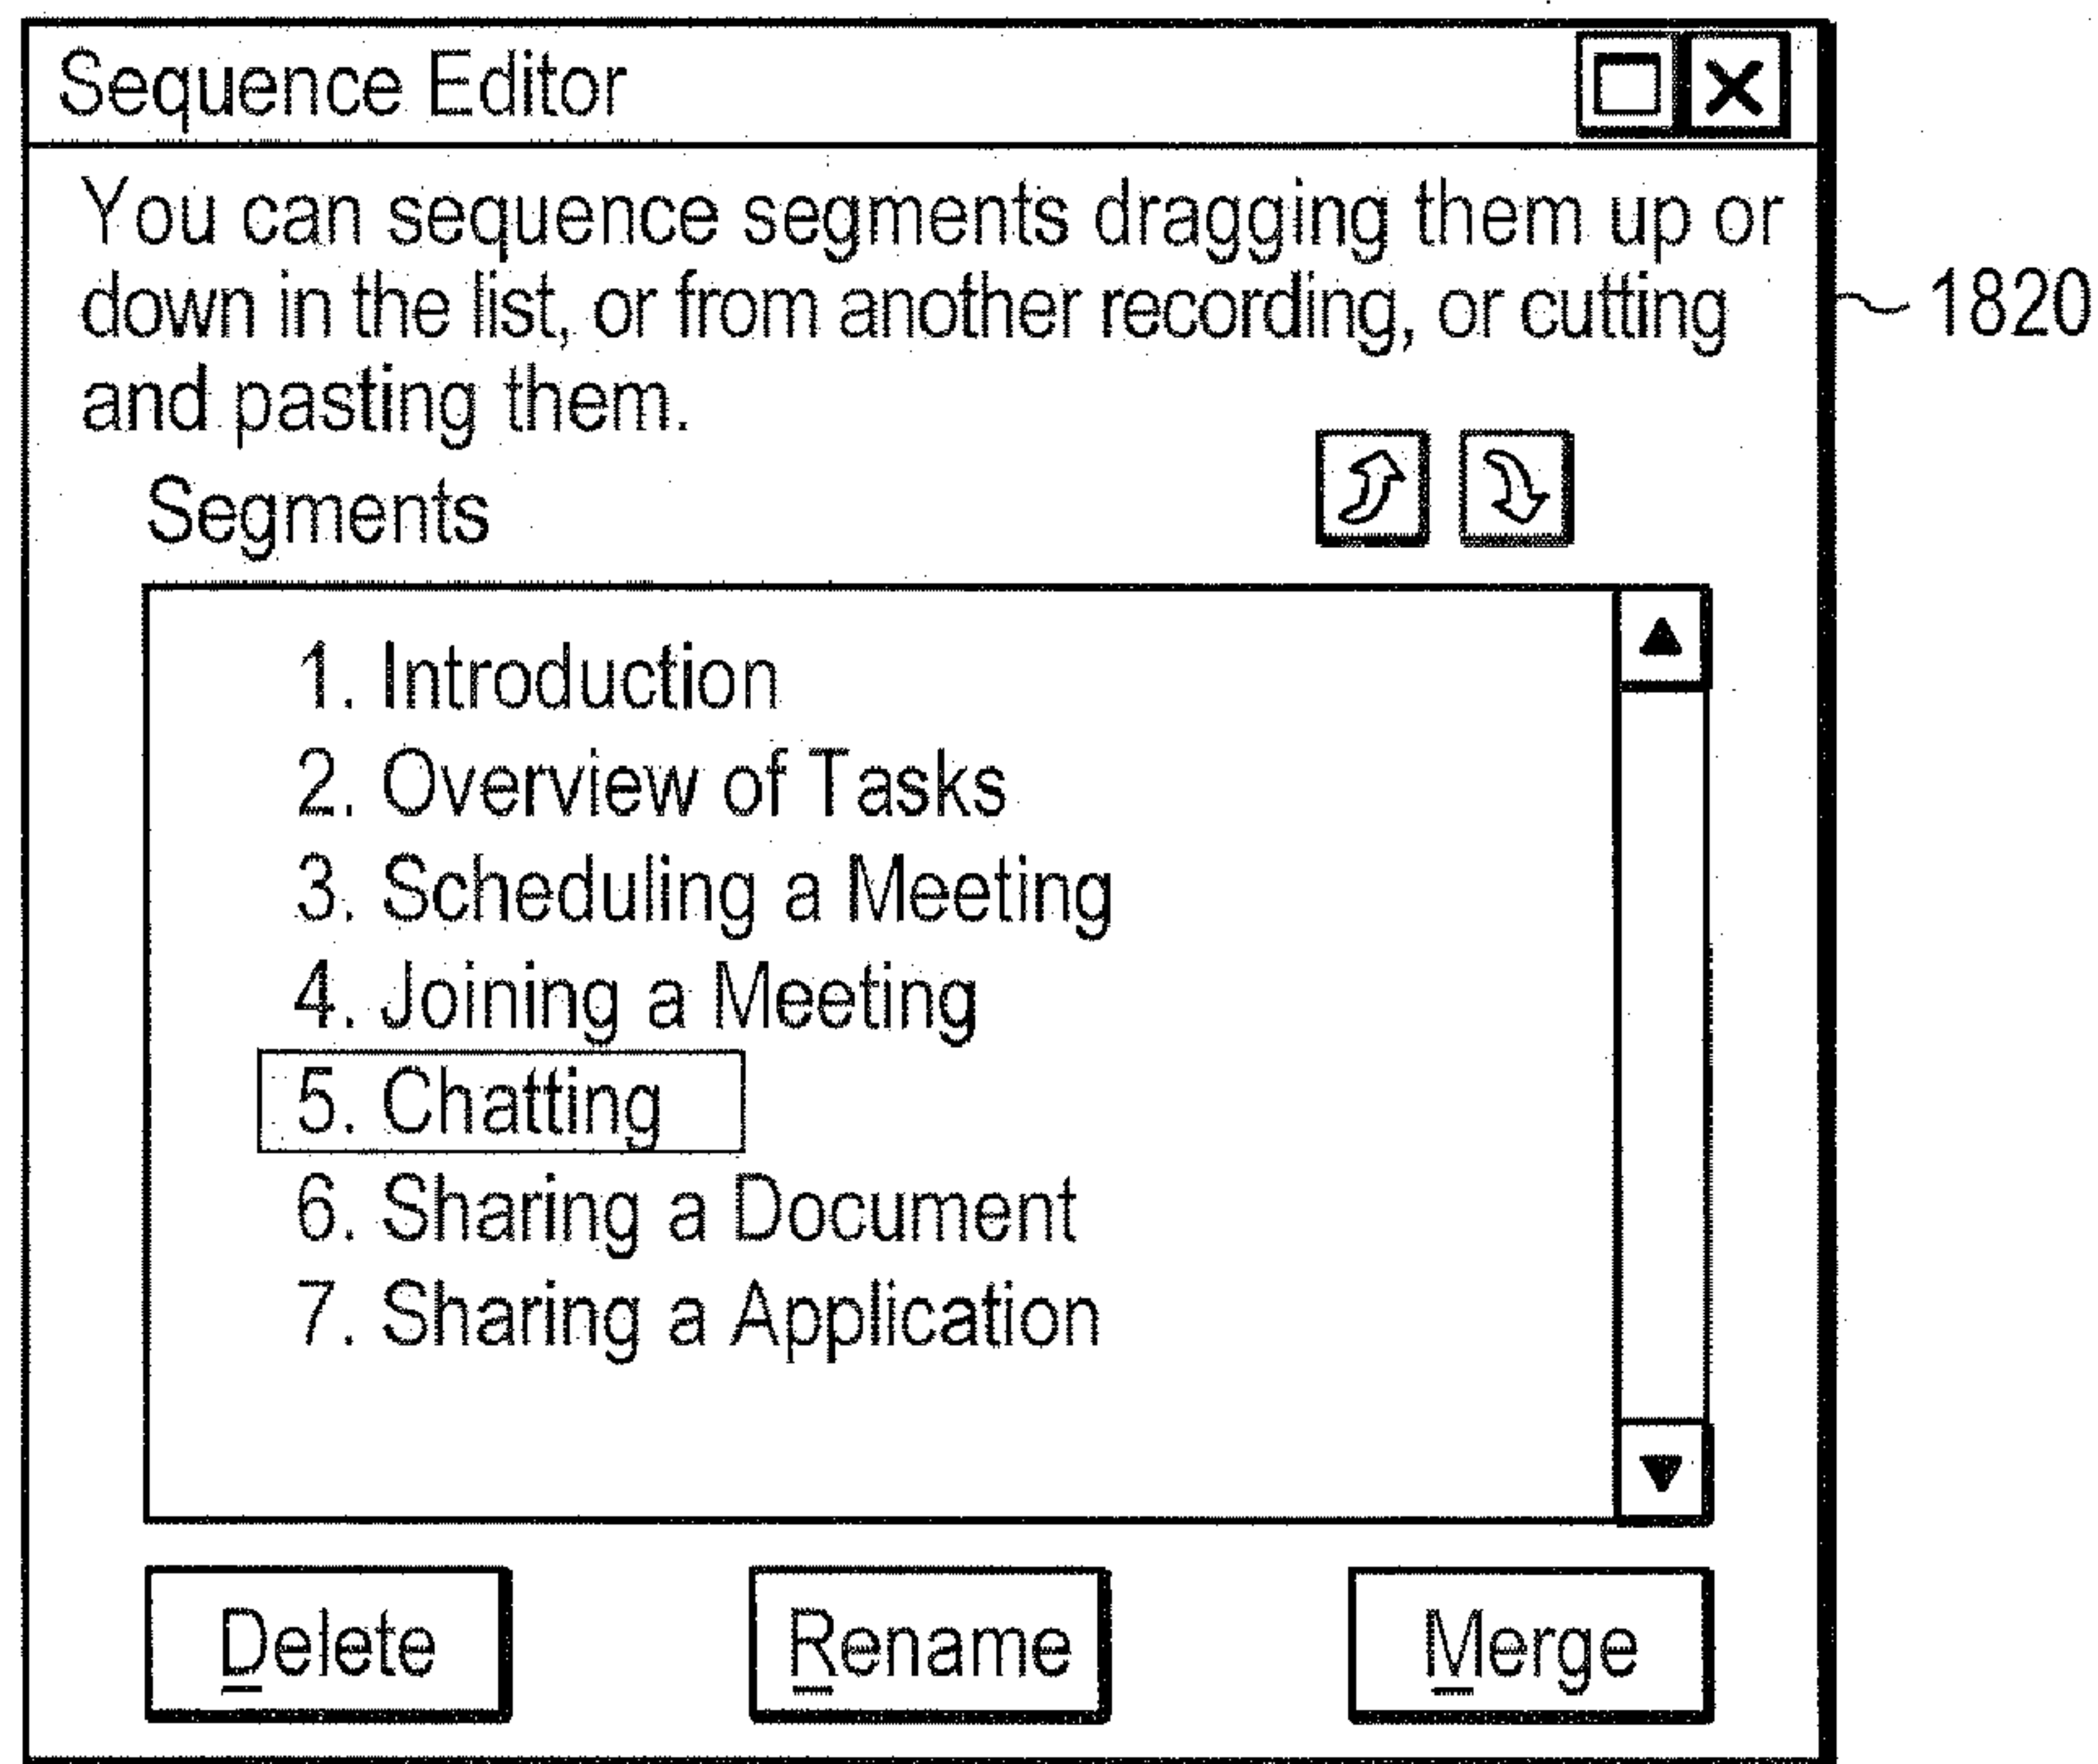 Sequence Editor
You can sequence segments dragging them up or
down in the list, or from another recording, or cutting
and pasting them.
1820
Segments
1. Introduction
2. Overview of Tasks
3. Scheduling a Meeting
4. Joining a Meeting
5. Chatting
6. Sharing a Document
7. Sharing a Application
Delete
Rename
Merge